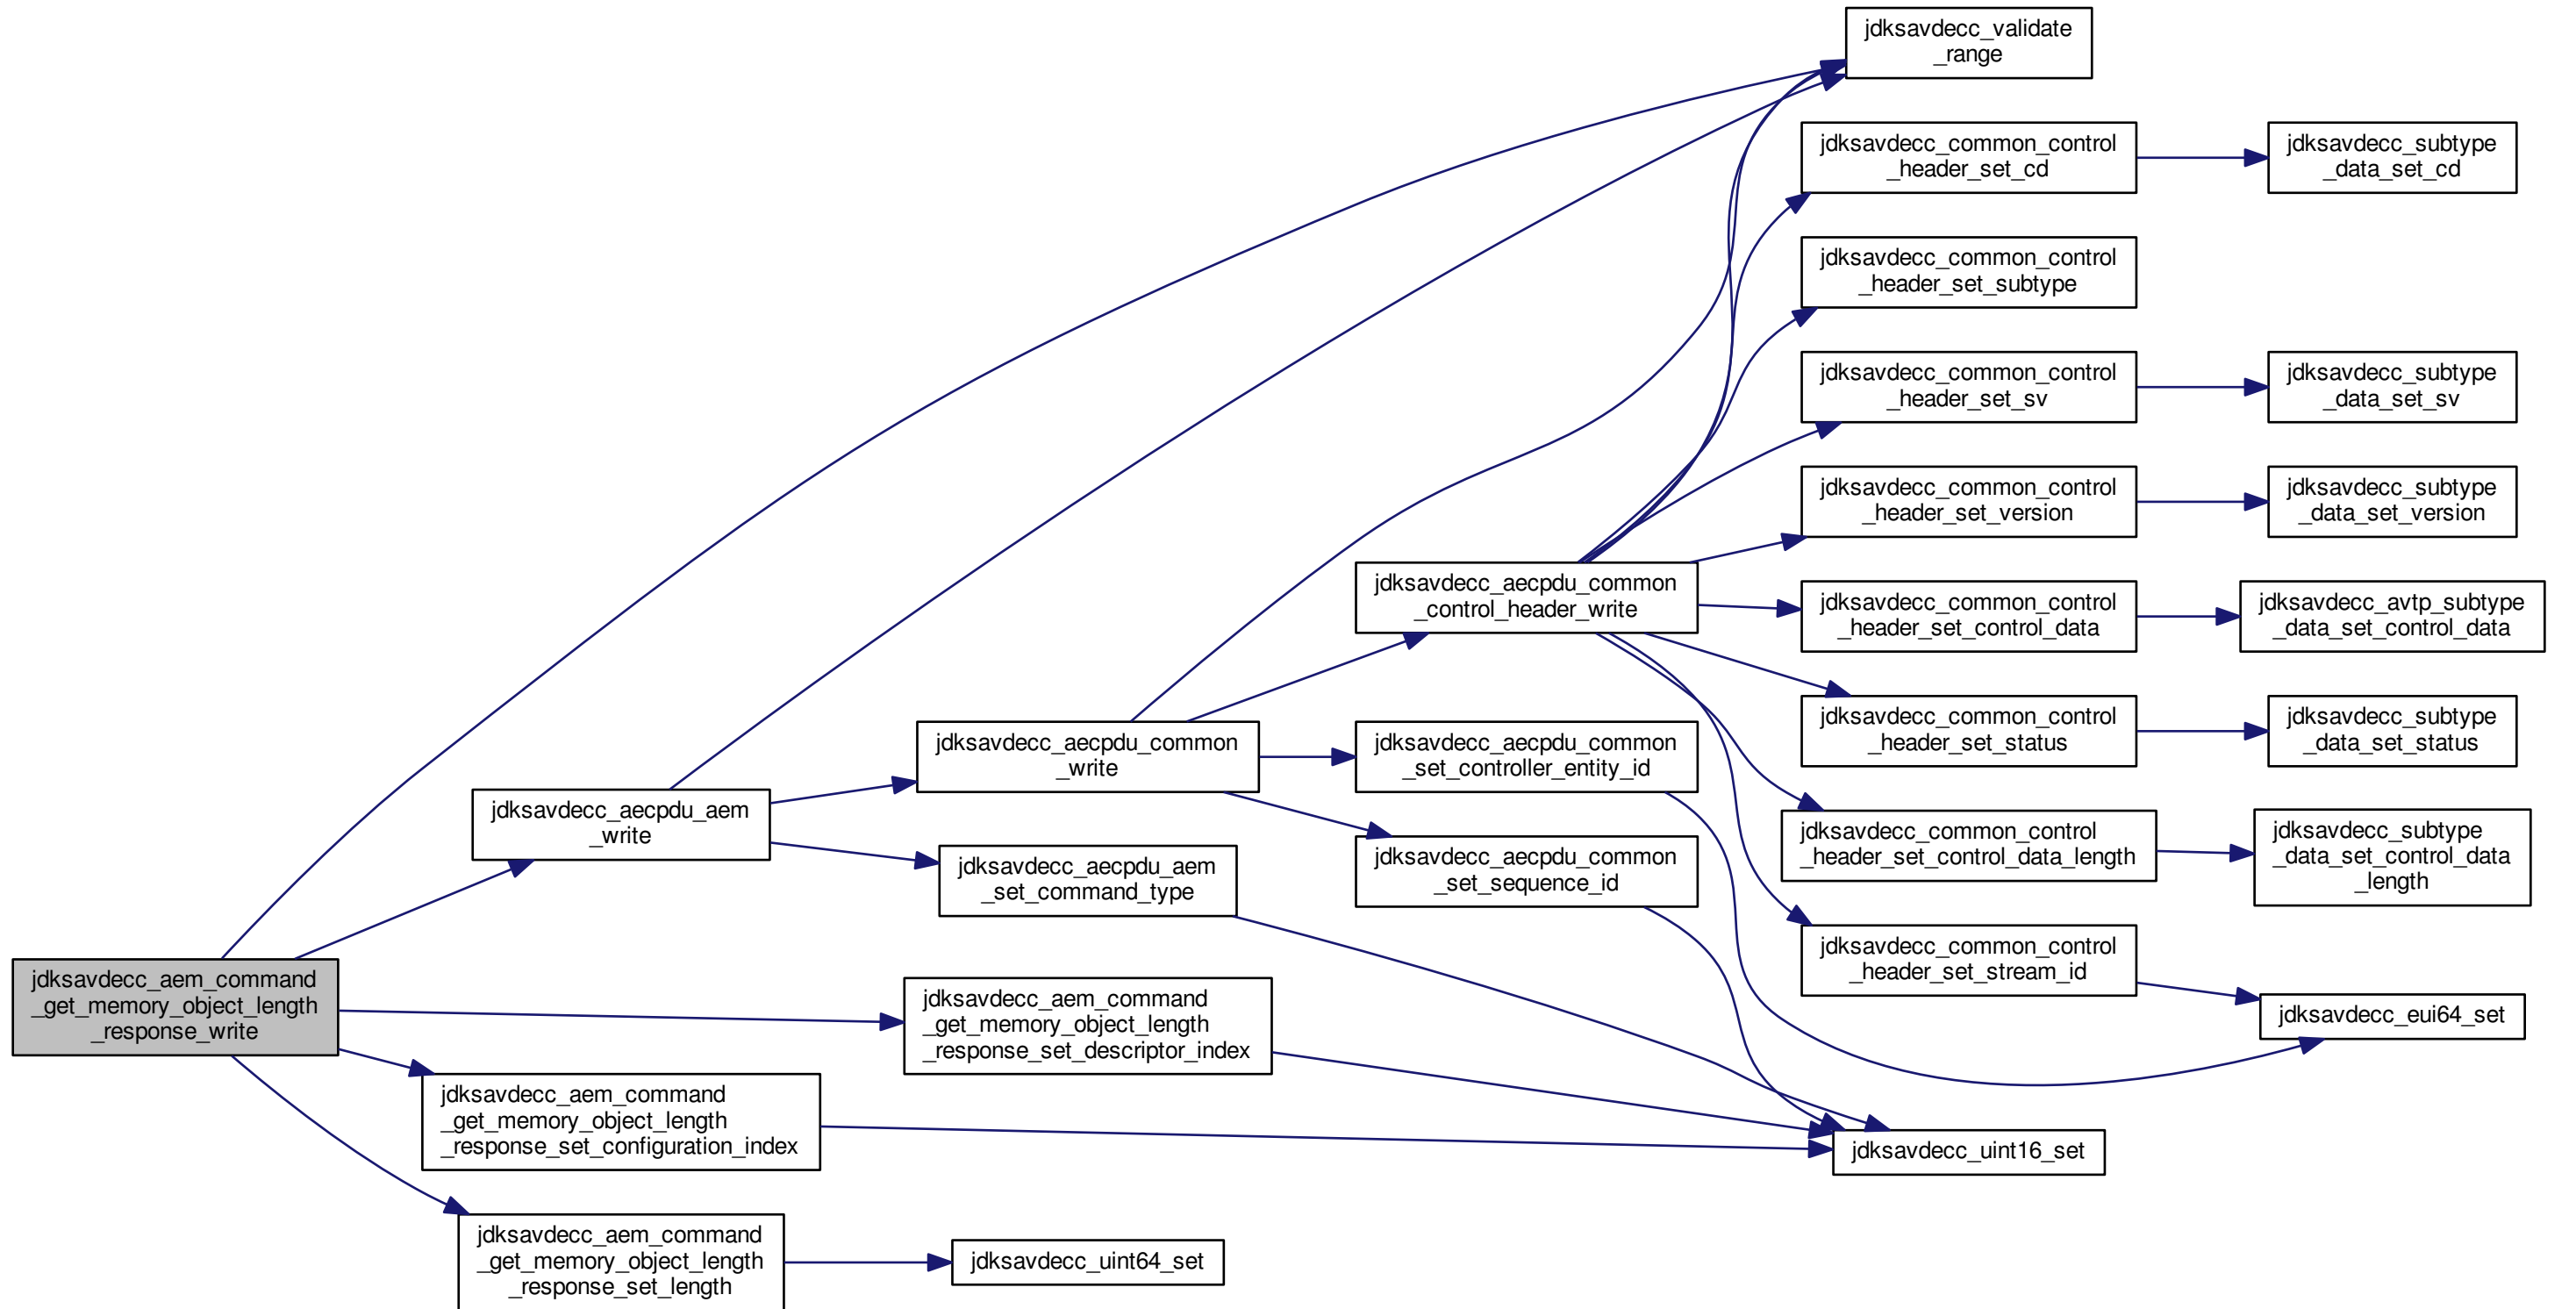 jdksavdecc_aem_command
_get_memory_object_length
_response_write
jdksavdecc_aecpdu_aem
_write
jdksavdecc_aem_command
_get_memory_object_length
_response_set_configuration_index
jdksavdecc_aem_command
_get_memory_object_length
_response_set_length
jdksavdecc_aecpdu_common
_write
jdksavdecc_aecpdu_aem
_set_command_type
jdksavdecc_aem_command
_get_memory_object_length
_response_set_descriptor_index
jdksavdecc_uint64_set
jdksavdecc_aecpdu_common
_control_header_write
jdksavdecc_aecpdu_common
_set_controller_entity_id
jdksavdecc_aecpdu_common
_set_sequence_id
jdksavdecc_validate
_range
jdksavdecc_common_control
_header_set_cd
jdksavdecc_common_control
_header_set_subtype
jdksavdecc_common_control
_header_set_sv
jdksavdecc_common_control
_header_set_version
jdksavdecc_common_control
_header_set_control_data
jdksavdecc_common_control
_header_set_status
jdksavdecc_common_control
_header_set_control_data_length
jdksavdecc_common_control
_header_set_stream_id
jdksavdecc_uint16_set
jdksavdecc_subtype
_data_set_cd
jdksavdecc_subtype
_data_set_sv
jdksavdecc_subtype
_data_set_version
jdksavdecc_avtp_subtype
_data_set_control_data
jdksavdecc_subtype
_data_set_status
jdksavdecc_subtype
_data_set_control_data
_length
jdksavdecc_eui64_set